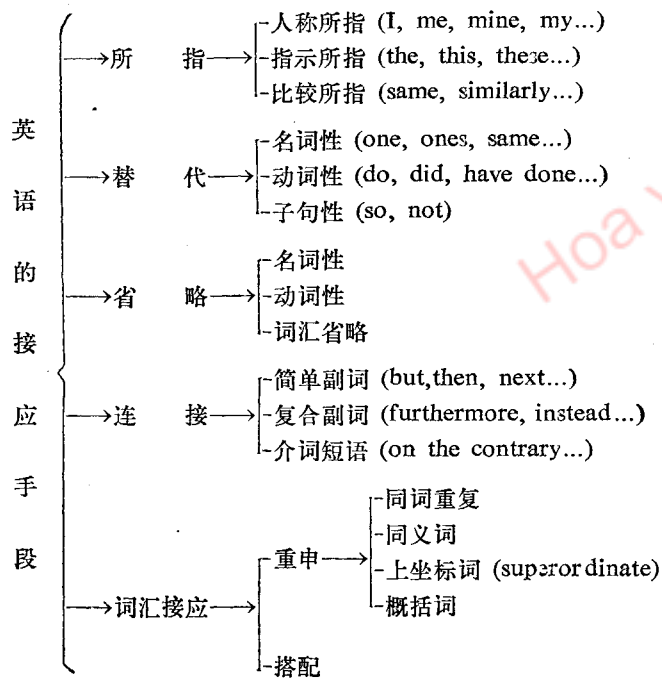 英语的接应手段
所指
人称所指 (I, me, mine, my...)
指示所指 (the, this, these...)
比较所指 (same, similarly...)
替代
名词性 (one, ones, same...)
动词性 (do, did, have done...)
子句性 (so, not)
省略
名词性
动词性
词汇省略
连接
简单副词 (but,then, next...)
复合副词 (furthermore, instead...)
介词短语 (on the contrary...)
词汇接应
重申
同词重复
同义词
上坐标词 (superordinate)
概括词
搭配
Hoa